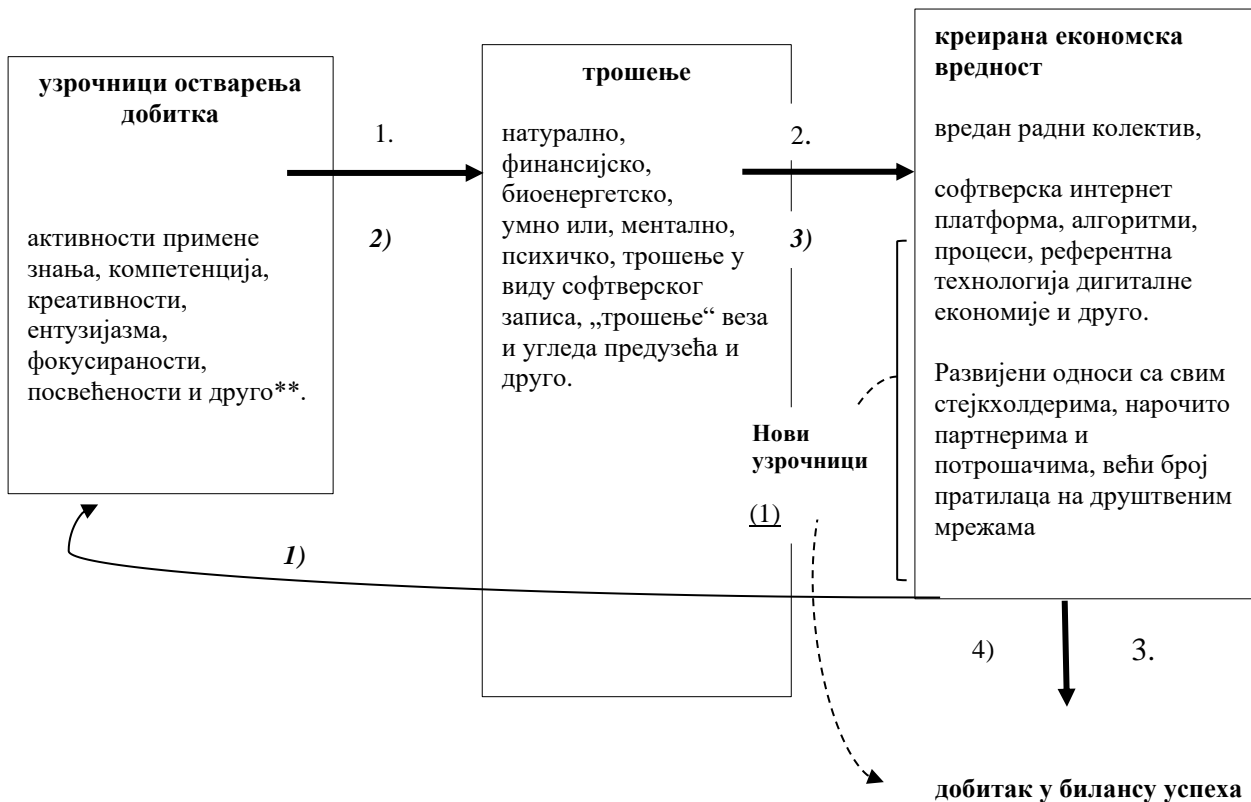 узрочници остварења
добитка
активности примене
знања, компетенција,
креативности,
ентузијазма,
фокусираности,
посвећености и друго**.
1.
2)
трошење
натурално,
финансијско,
биоенергетско,
умно или, ментално,
психичко, трошење у
виду софтверског
записа, „трошење“ веза
и угледа предузећа и
друго.
2.
3)
Нови
узрочници
(1)
1)
креирана економска
вредност
вредан радни колектив,
софтверска интернет
платформа, алгоритми,
процеси, референтна
технологија дигиталне
економије и друго.
Развијени односи са свим
стејкхолдерима, нарочито
партнерима и
потрошачима, већи број
пратилаца на друштвеним
мрежама
4)
3.
добитак у билансу успеха